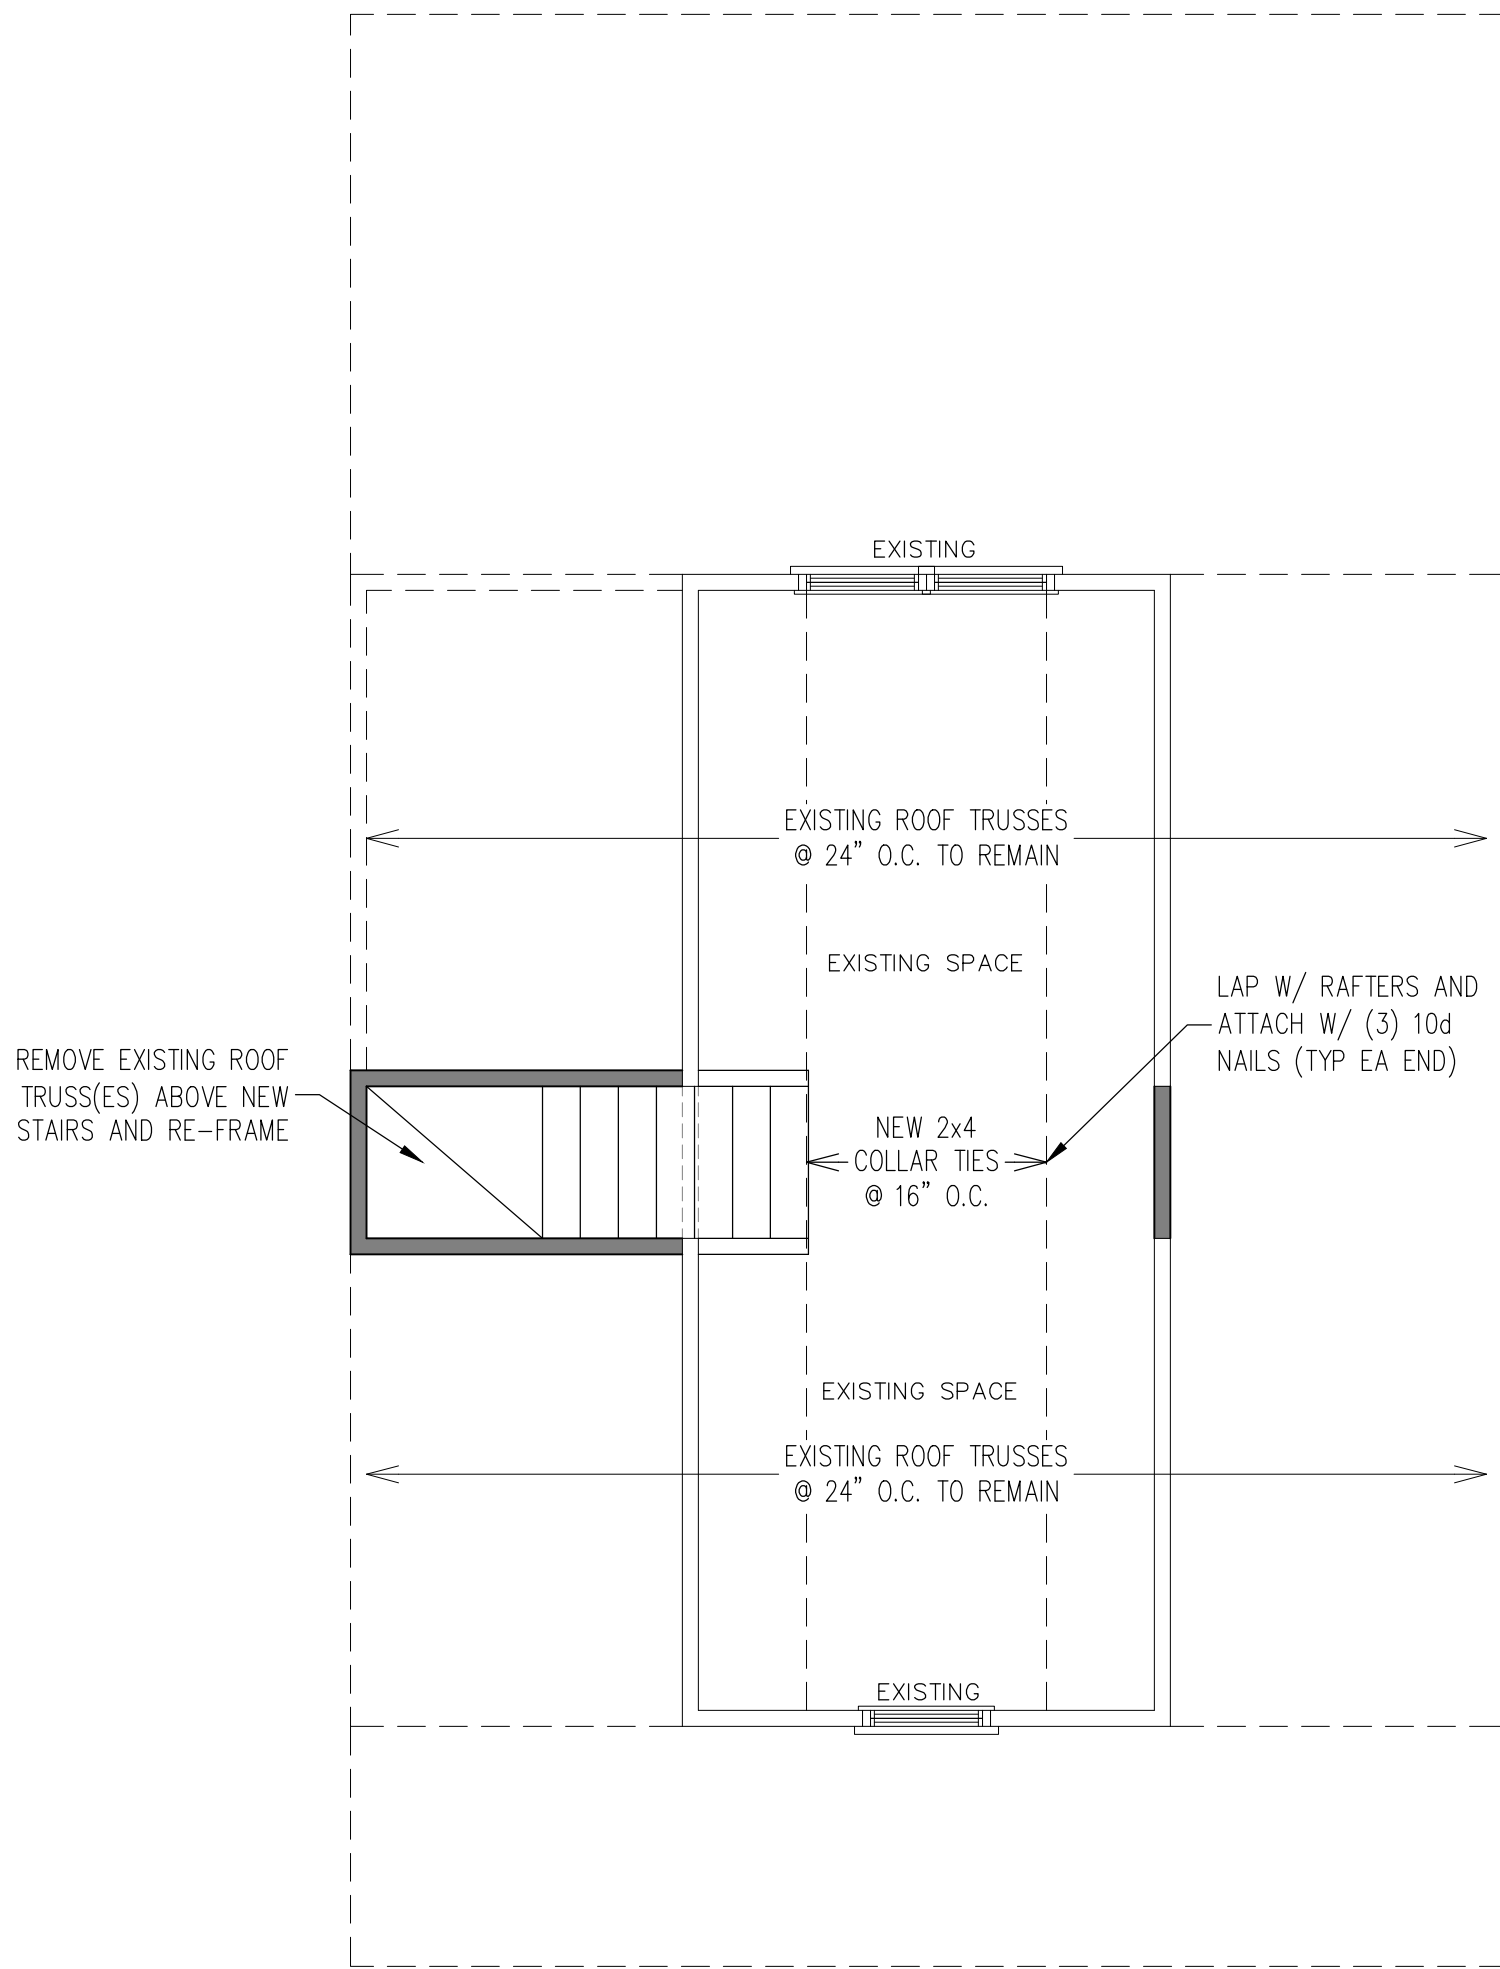 EXISTING
EXISTING ROOF TRUSSES
@ 24" O.C. TO REMAIN
EXISTING SPACE
LAP W/ RAFTERS AND
ATTACH W/ (3) 10d
NAILS (TYP EA END)
REMOVE EXISTING ROOF
TRUSS(ES) ABOVE NEW
STAIRS AND RE-FRAME
NEW 2x4
COLLAR TIES
@ 16" O.C.
EXISTING SPACE
EXISTING ROOF TRUSSES
@ 24" O.C. TO REMAIN
EXISTING